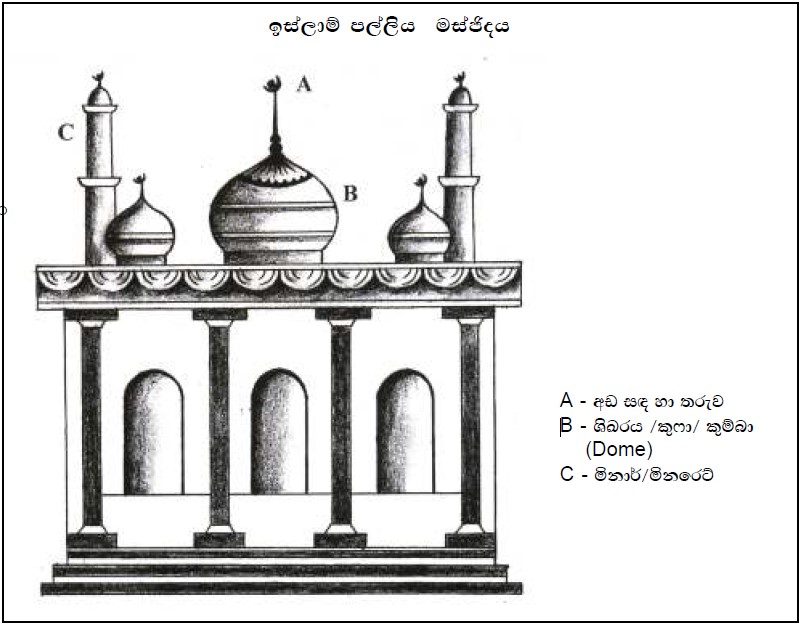 ඉස්ලාම් පල්ලිය මස්ජිදය
A
C
B
A - අඩ සඳ හා තරුව
B - ශිඛරය /කුෆා/ කුම්බා
(Dome)
C - මිනාර්/මිනරෙට්